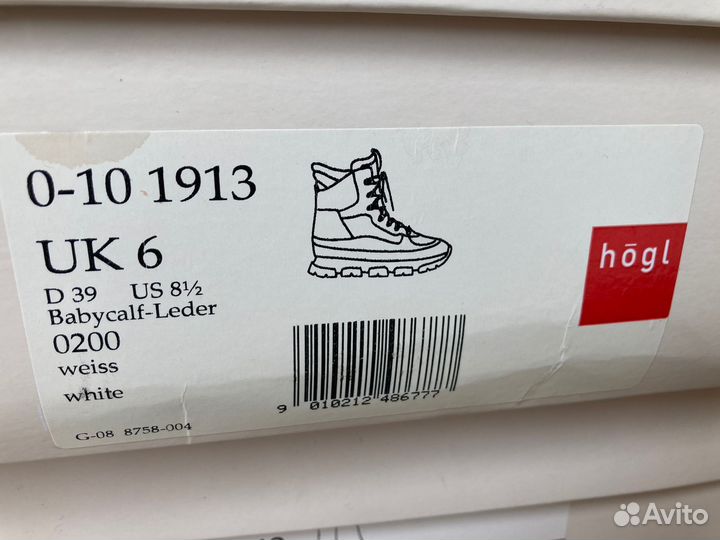 0-10 1913
UK 6
D 39 US 8½
Babycalf-Leder
0200
weiss
white
G-08 8758-004
högl
9 010212 486777
Avito